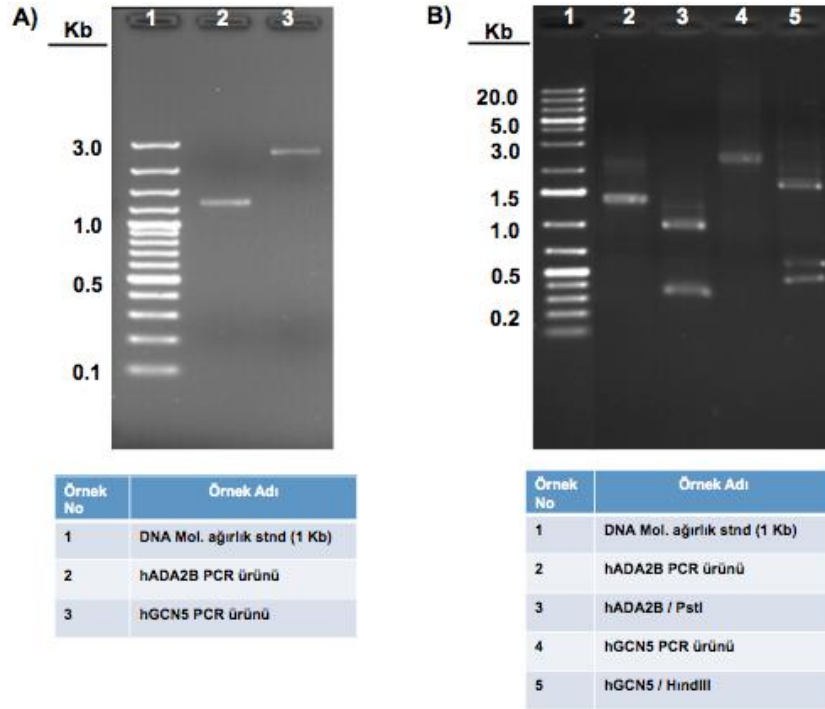 A)
Kb
1 2 3
3.0
1.0
0.5
0.1
Örnek No Örnek Adı
1 DNA Mol. ağırlık stnd (1 Kb)
2 hADA2B PCR ürünü
3 hGCN5 PCR ürünü
B)
Kb
1 2 3 4 5
20.0
5.0
3.0
1.5
1.0
0.5
0.2
Örnek No Örnek Adı
1 DNA Mol. ağırlık stnd (1 Kb)
2 hADA2B PCR ürünü
3 hADA2B / PstI
4 hGCN5 PCR ürünü
5 hGCN5 / HındIII